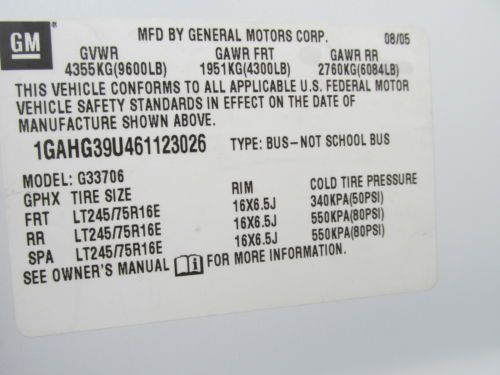 GM
MFD BY GENERAL MOTORS CORP. 08/05
GVWR GAWR FRT GAWR RR
4355KG(9600LB) 1951KG(4300LB) 2760KG(6084LB)
THIS VEHICLE CONFORMS TO ALL APPLICABLE U.S. FEDERAL MOTOR
VEHICLE SAFETY STANDARDS IN EFFECT ON THE DATE OF
MANUFACTURE SHOWN ABOVE.
1GAHG39U461123026 TYPE: BUS-NOT SCHOOL BUS
MODEL: G33706
GPHX TIRE SIZE RIM COLD TIRE PRESSURE
FRT LT245/75R16E 16X6.5J 340KPA(50PSI)
RR LT245/75R16E 16X6.5J 550KPA(80PSI)
SPA LT245/75R16E 16X6.5J 550KPA(80PSI)
SEE OWNER'S MANUAL i FOR MORE INFORMATION.